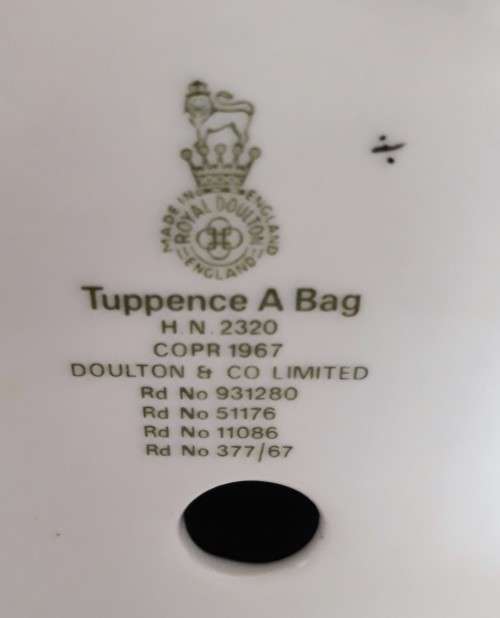 MADE IN ENGLAND
ROYAL DOULTON
ENGLAND
Tuppence A Bag
H.N. 2320
COPR 1967
DOULTON & CO LIMITED
Rd No 931280
Rd No 51176
Rd No 11086
Rd No 377/67